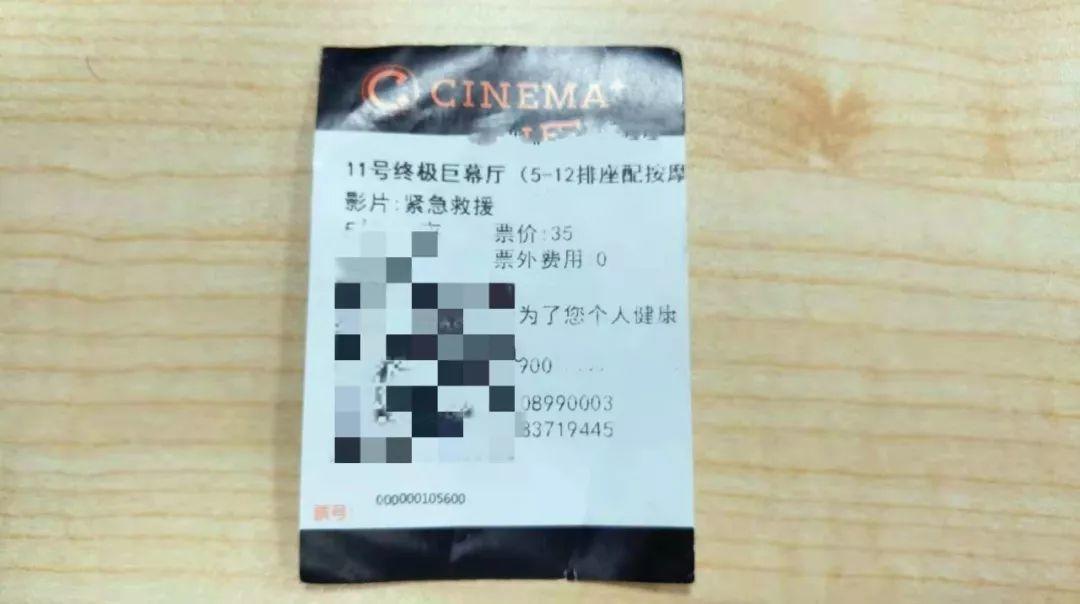 CINEMA
11号终极巨幕厅（5-12排座配按摩
影片:紧急救援
票价:35
票外费用 0
为了您个人健康
900
08990003
83719445
000000105600
票号